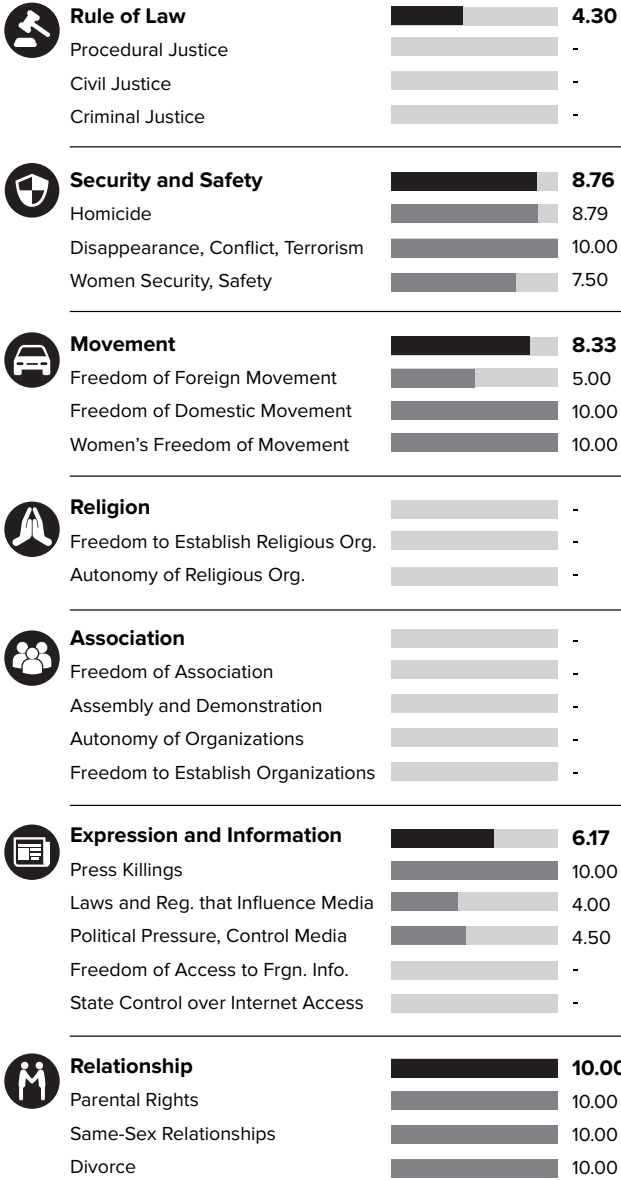 Rule of Law 4.30
Procedural Justice -
Civil Justice -
Criminal Justice -
Security and Safety 8.76
Homicide 8.79
Disappearance, Conflict, Terrorism 10.00
Women Security, Safety 7.50
Movement 8.33
Freedom of Foreign Movement 5.00
Freedom of Domestic Movement 10.00
Women’s Freedom of Movement 10.00
Religion -
Freedom to Establish Religious Org. -
Autonomy of Religious Org. -
Association -
Freedom of Association -
Assembly and Demonstration -
Autonomy of Organizations -
Freedom to Establish Organizations -
Expression and Information 6.17
Press Killings 10.00
Laws and Reg. that Influence Media 4.00
Political Pressure, Control Media 4.50
Freedom of Access to Frgn. Info. -
State Control over Internet Access -
Relationship 10.00
Parental Rights 10.00
Same-Sex Relationships 10.00
Divorce 10.00